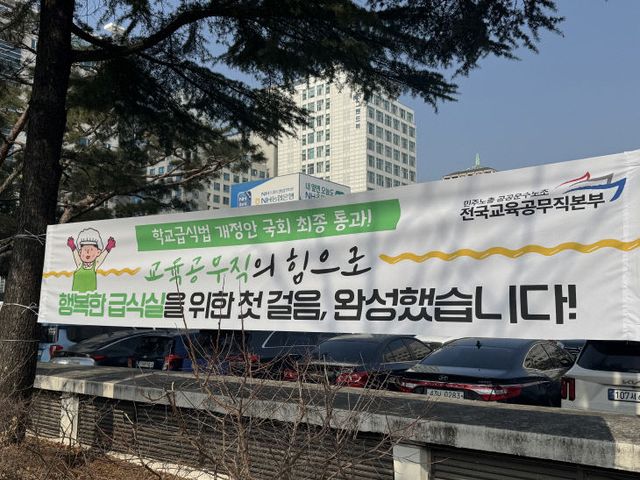 학교급식법 개정안 국회 최종 통과!
교육공무직의 힘으로
행복한 급식실을 위한 첫 걸음, 완성했습니다!
민주노총 공공운수노조
전국교육공무직본부
NH농협은행